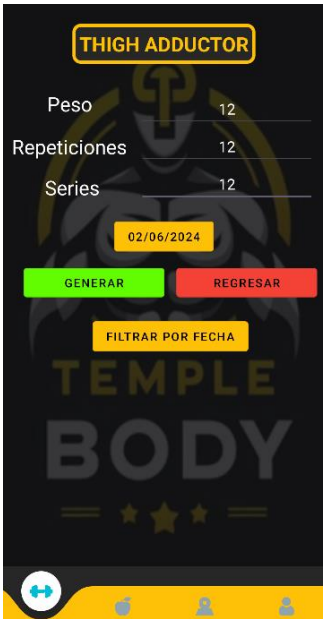 THIGH ADDUCTOR
Peso 12
Repeticiones 12
Series 12
02/06/2024
GENERAR REGRESAR
FILTRAR POR FECHA
TEMPLE
BODY